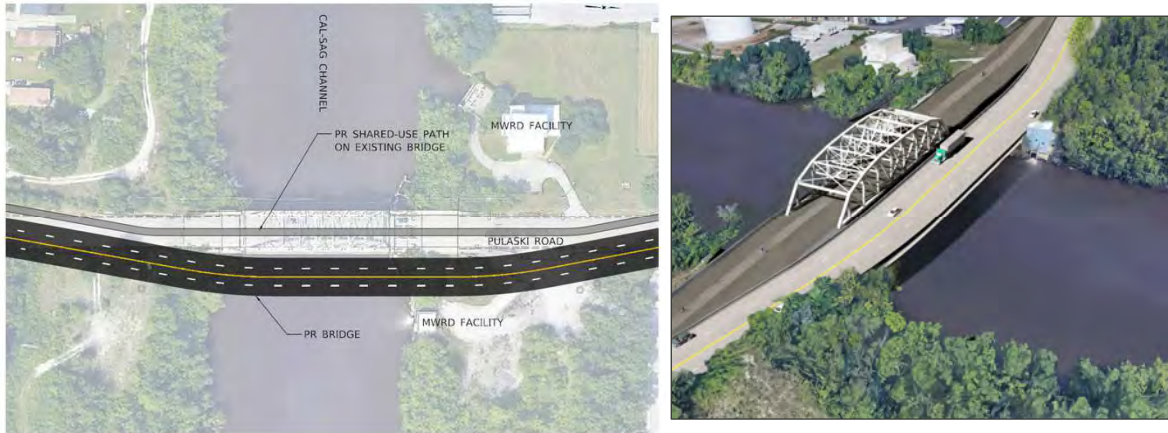 CAL-SAG
CHANNEL
MWRD FACILITY
PR SHARED-USE PATH
ON EXISTING BRIDGE
PULASKI ROAD
MWRD FACILITY
PR BRIDGE